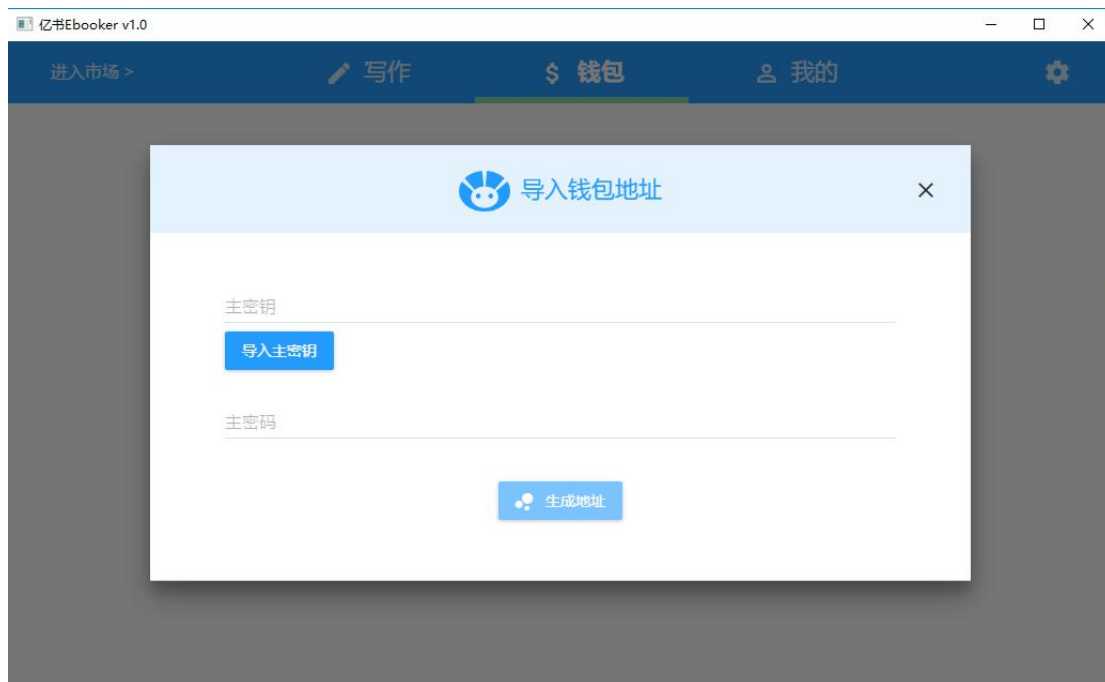 亿书Ebooker v1.0
进入市场 >
写作
$ 钱包
我的
导入钱包地址
主密钥
导入主密钥
主密码
生成地址